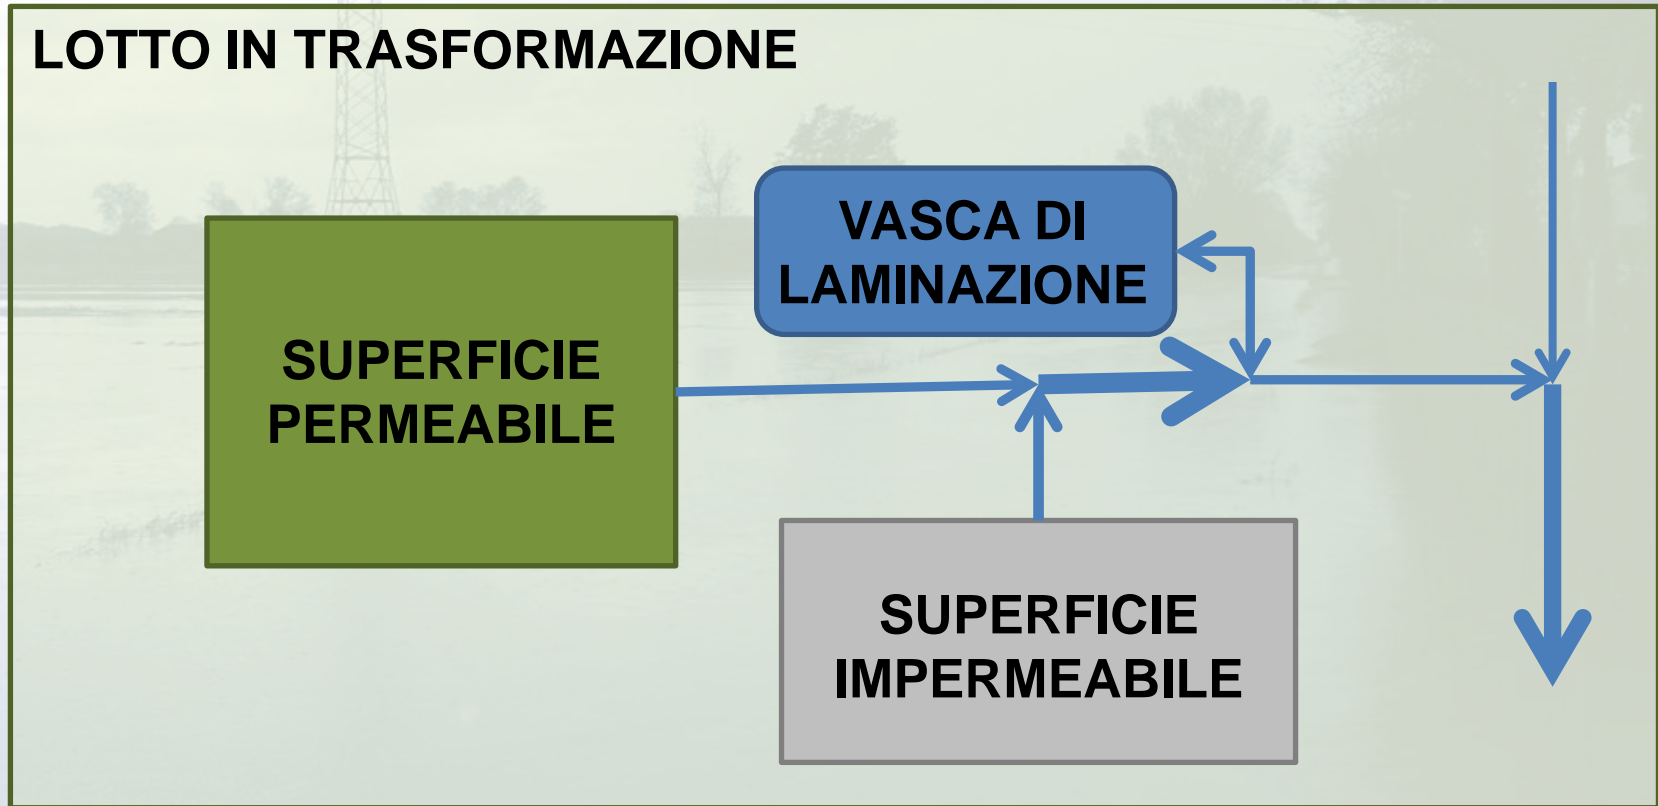 LOTTO IN TRASFORMAZIONE
VASCA DI
LAMINAZIONE
SUPERFICIE
PERMEABILE
SUPERFICIE
IMPERMEABILE